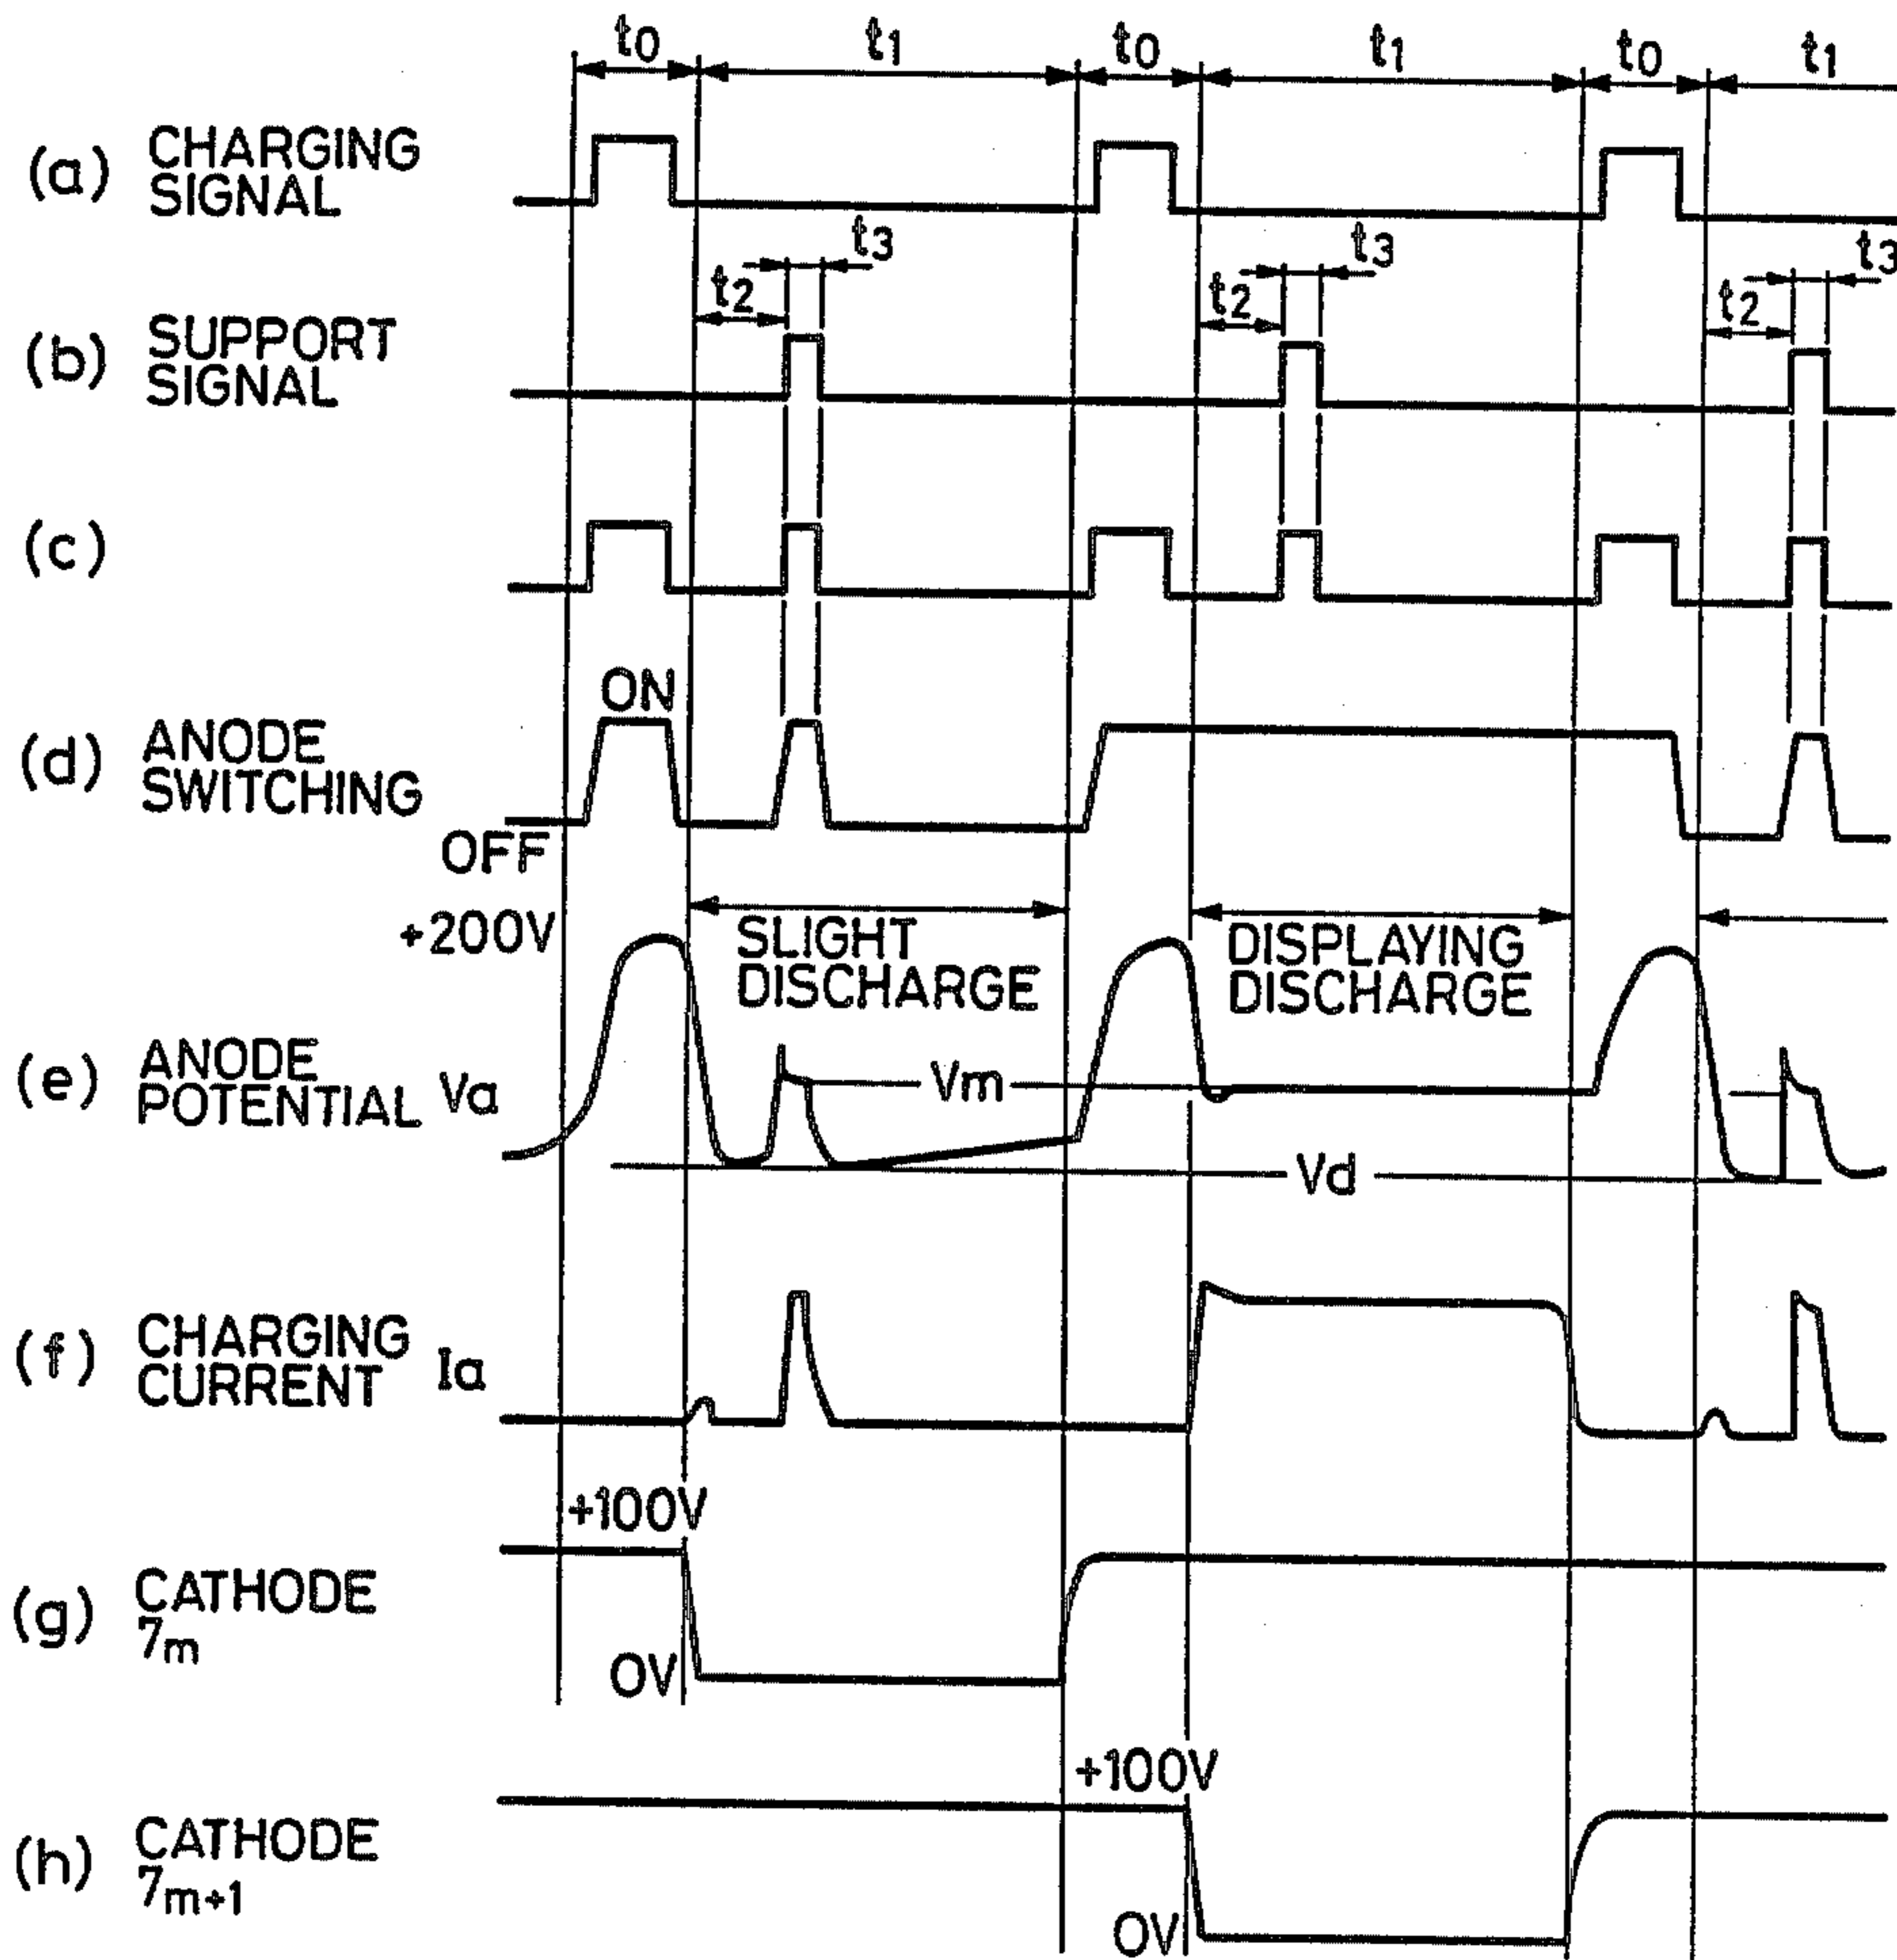 t0 t1 t0 t1 t0 t1
(a) CHARGING
SIGNAL
t3 t3 t3
t2 t2 t2
(b) SUPPORT
SIGNAL
(c)
ON
(d) ANODE
SWITCHING
OFF
+200V
SLIGHT
DISCHARGE
DISPLAYING
DISCHARGE
(e) ANODE
POTENTIAL Va
Vm
Vd
(f) CHARGING
CURRENT Ia
+100V
(g) CATHODE
7m
0V
+100V
(h) CATHODE
7m+1
0V